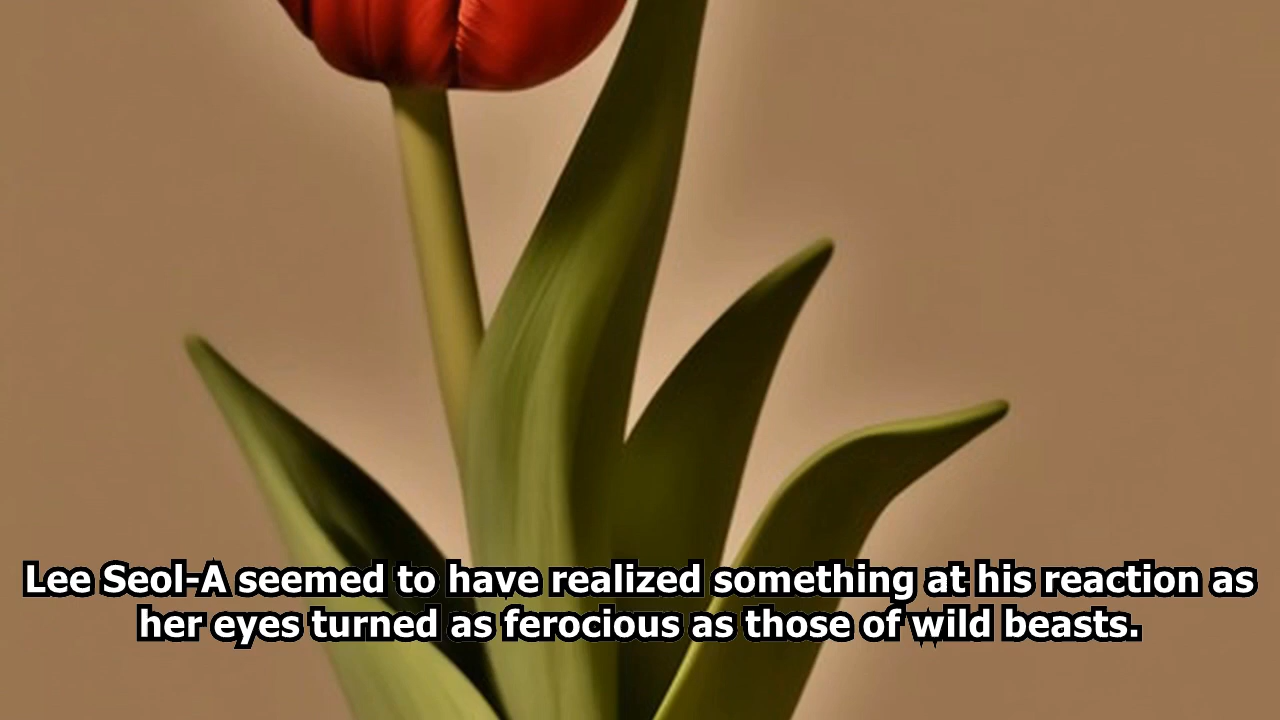 Lee Seol-A seemed to have realized something at his reaction as
her eyes turned as ferocious as those of wild beasts.